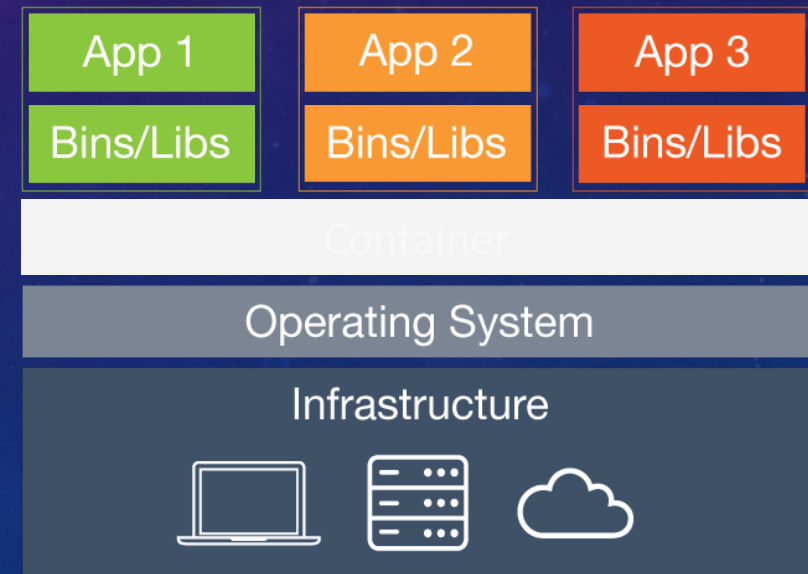 App 1
App 2
App 3
Bins/Libs
Bins/Libs
Bins/Libs
Container
Operating System
Infrastructure